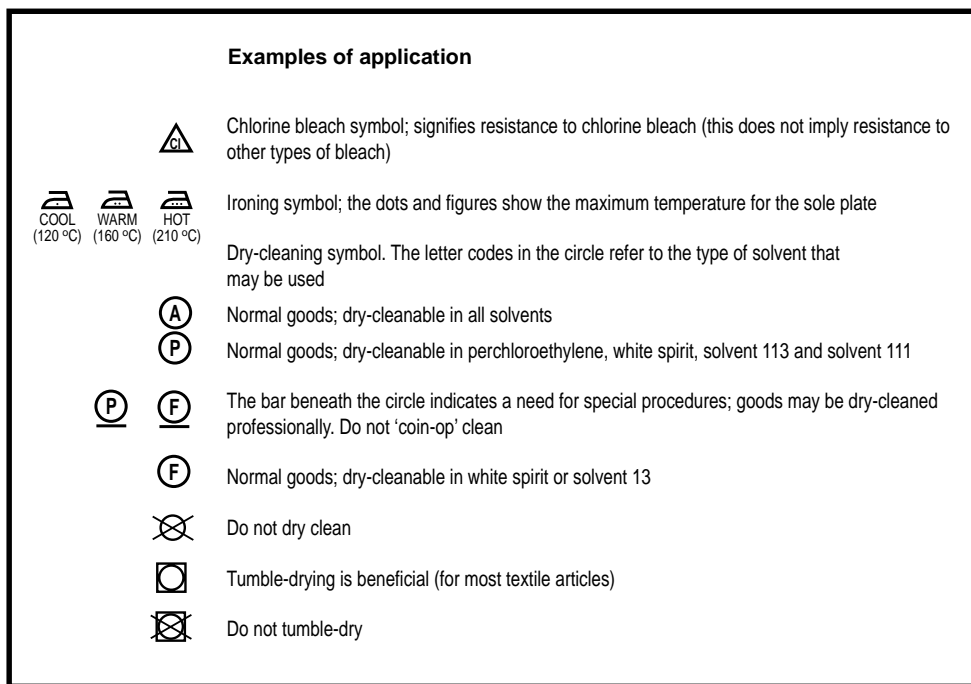 Examples of application
Cl
Chlorine bleach symbol; signifies resistance to chlorine bleach (this does not imply resistance to
other types of bleach)
COOL WARM HOT
(120 ºC) (160 ºC) (210 ºC)
Ironing symbol; the dots and figures show the maximum temperature for the sole plate
Dry-cleaning symbol. The letter codes in the circle refer to the type of solvent that
may be used
A Normal goods; dry-cleanable in all solvents
P Normal goods; dry-cleanable in perchloroethylene, white spirit, solvent 113 and solvent 111
P F The bar beneath the circle indicates a need for special procedures; goods may be dry-cleaned
professionally. Do not ‘coin-op’ clean
F Normal goods; dry-cleanable in white spirit or solvent 13
Do not dry clean
Tumble-drying is beneficial (for most textile articles)
Do not tumble-dry